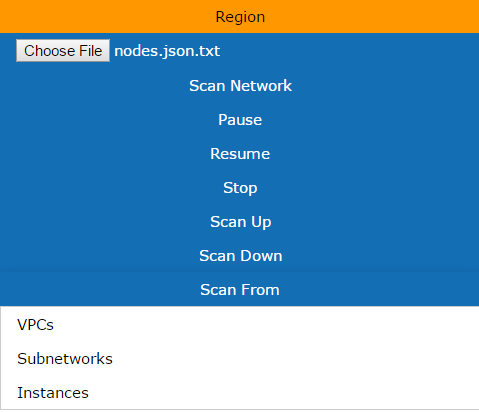 Region
Choose File nodes.json.txt
Scan Network
Pause
Resume
Stop
Scan Up
Scan Down
Scan From
VPCs
Subnetworks
Instances